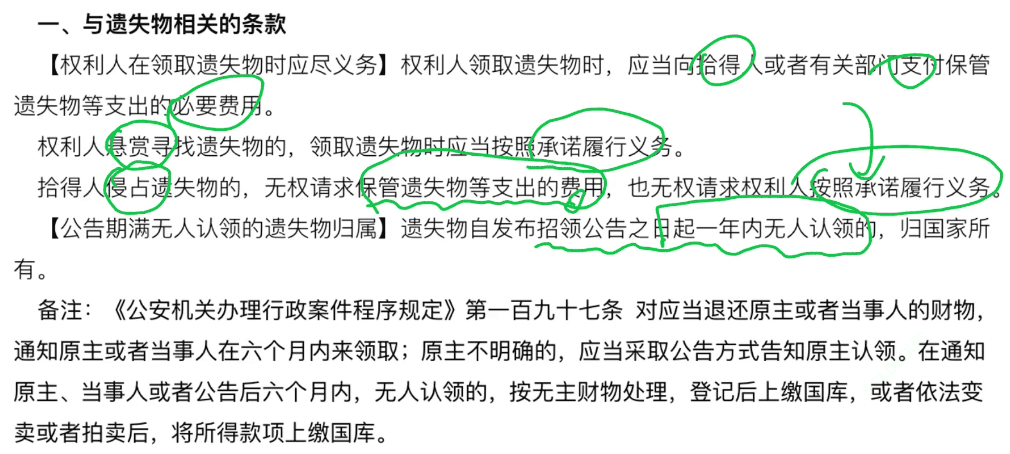 一、与遗失物相关的条款
【权利人在领取遗失物时应尽义务】权利人领取遗失物时，应当向拾得人或者有关部门支付保管
遗失物等支出的必要费用。
权利人悬赏寻找遗失物的，领取遗失物时应当按照承诺履行义务。
拾得人侵占遗失物的，无权请求保管遗失物等支出的费用，也无权请求权利人按照承诺履行义务。
【公告期满无人认领的遗失物归属】遗失物自发布招领公告之日起一年内无人认领的，归国家所
有。
备注：《公安机关办理行政案件程序规定》第一百九十七条 对应当退还原主或者当事人的财物，
通知原主或者当事人在六个月内来领取；原主不明确的，应当采取公告方式告知原主认领。在通知
原主、当事人或者公告后六个月内，无人认领的，按无主财物处理，登记后上缴国库，或者依法变
卖或者拍卖后，将所得款项上缴国库。